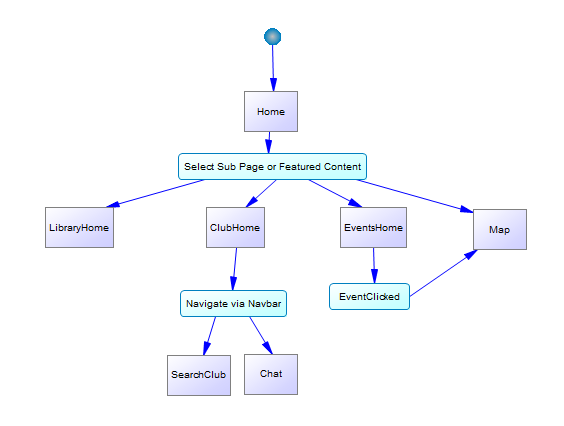 Home
Select Sub Page or Featured Content
LibraryHome
ClubHome
EventsHome
Map
Navigate via Navbar
EventClicked
SearchClub
Chat